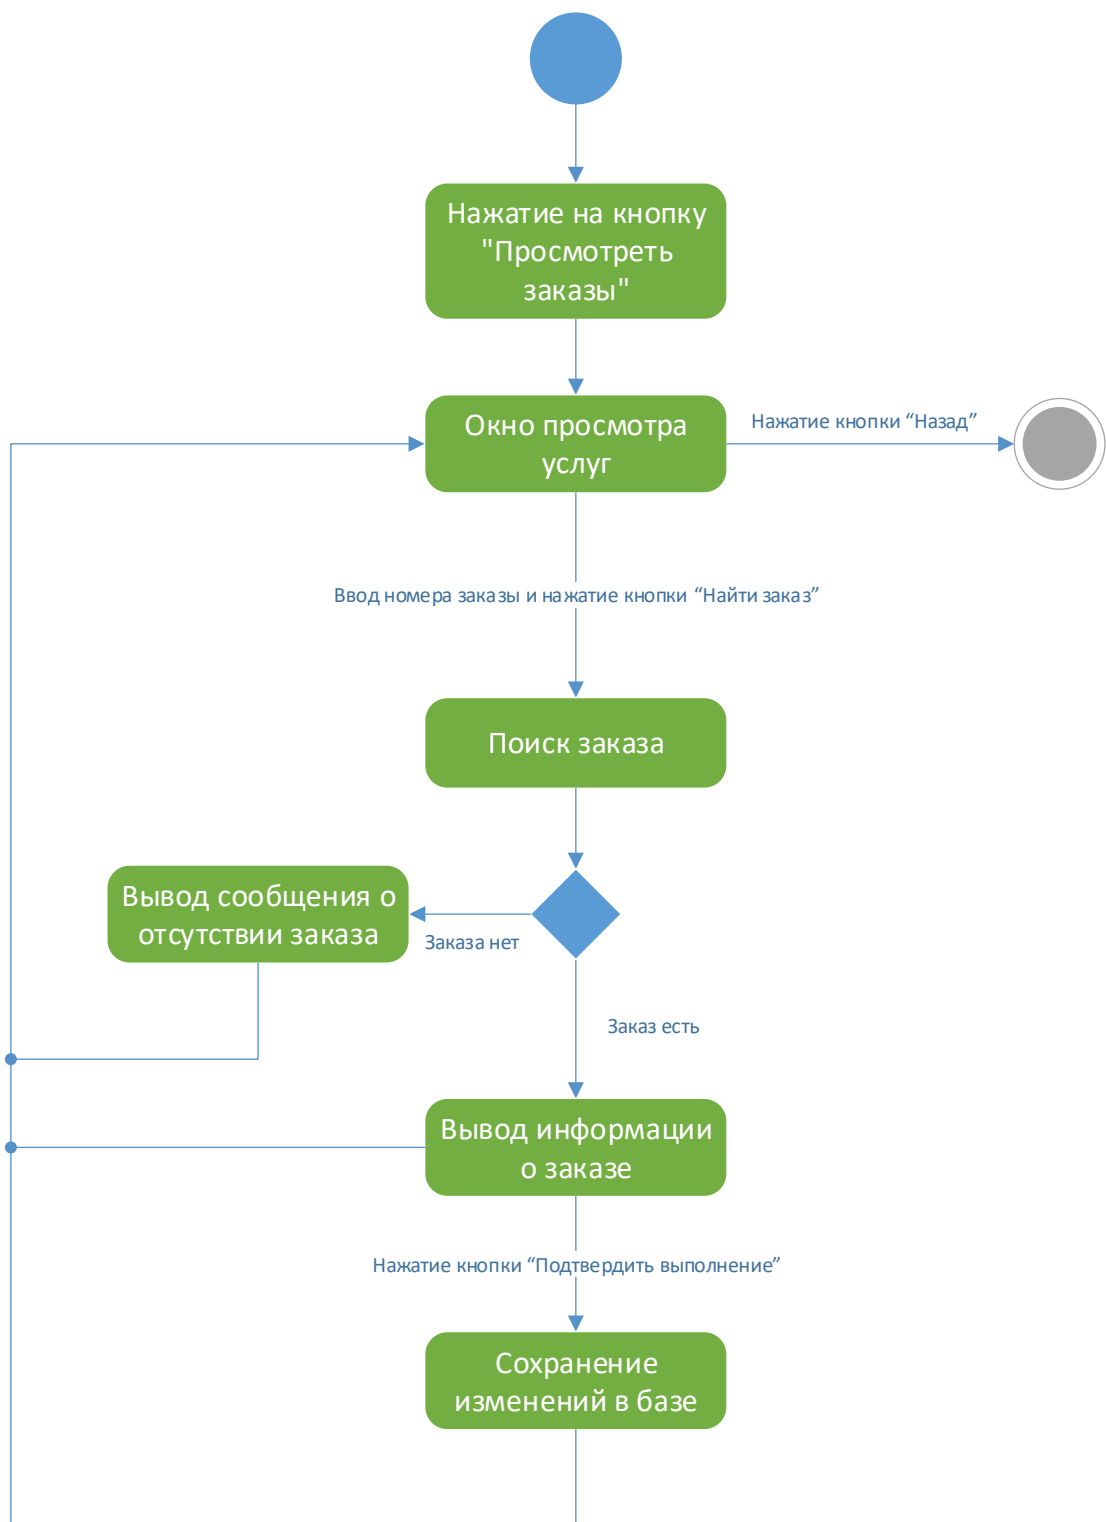 Нажатие на кнопку
"Просмотреть
заказы"
Окно просмотра
услуг
Нажатие кнопки “Назад”
Ввод номера заказы и нажатие кнопки “Найти заказ”
Поиск заказа
Вывод сообщения о
отсутствии заказа
Заказа нет
Заказ есть
Вывод информации
о заказе
Нажатие кнопки “Подтвердить выполнение”
Сохранение
изменений в базе